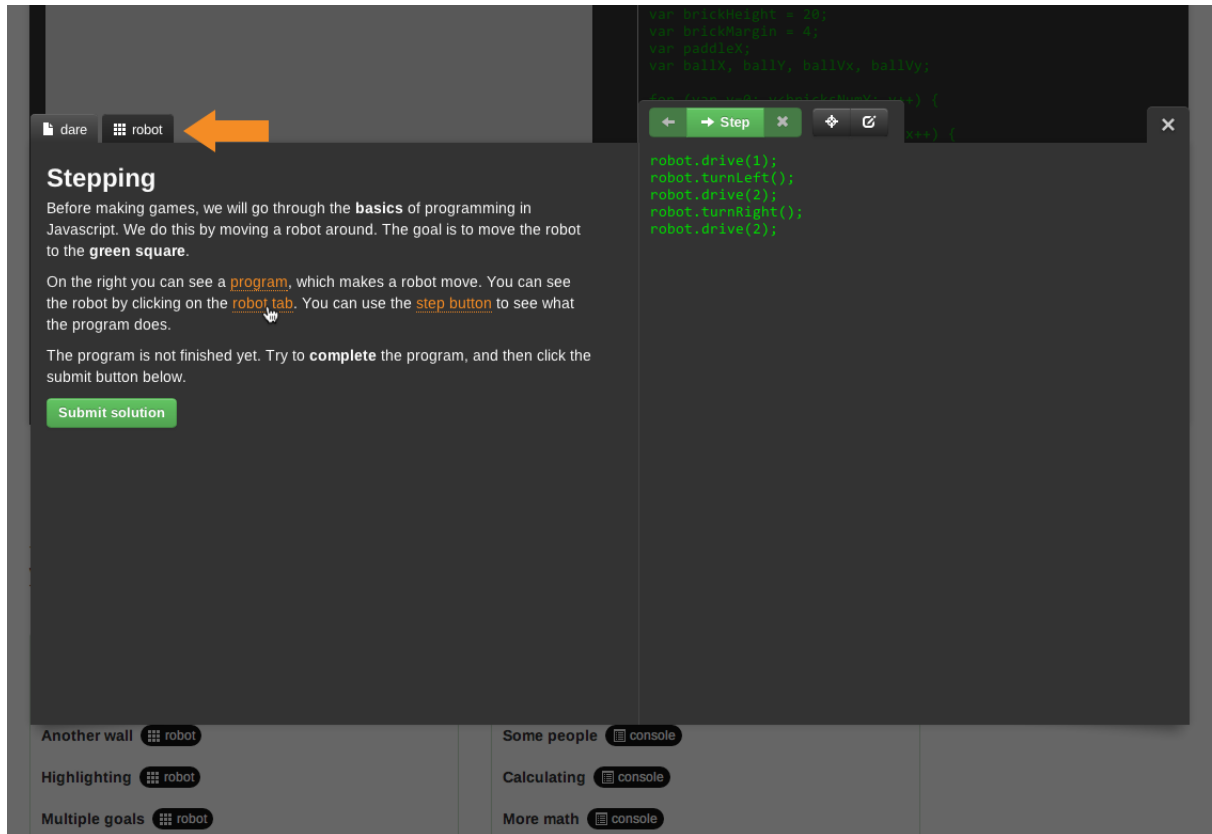 var brickHeight = 20;
var brickMargin = 4;
var paddleX;
var ballX, ballY, ballVx, ballVy;
dare
robot
Step
x++) {
Stepping
Before making games, we will go through the basics of programming in
Javascript. We do this by moving a robot around. The goal is to move the robot
to the green square.
On the right you can see a program, which makes a robot move. You can see
the robot by clicking on the robot tab. You can use the step button to see what
the program does.
The program is not finished yet. Try to complete the program, and then click the
submit button below.
Submit solution
robot.drive(1);
robot.turnLeft();
robot.drive(2);
robot.turnRight();
robot.drive(2);
Another wall robot
Highlighting robot
Multiple goals robot
Some people console
Calculating console
More math console